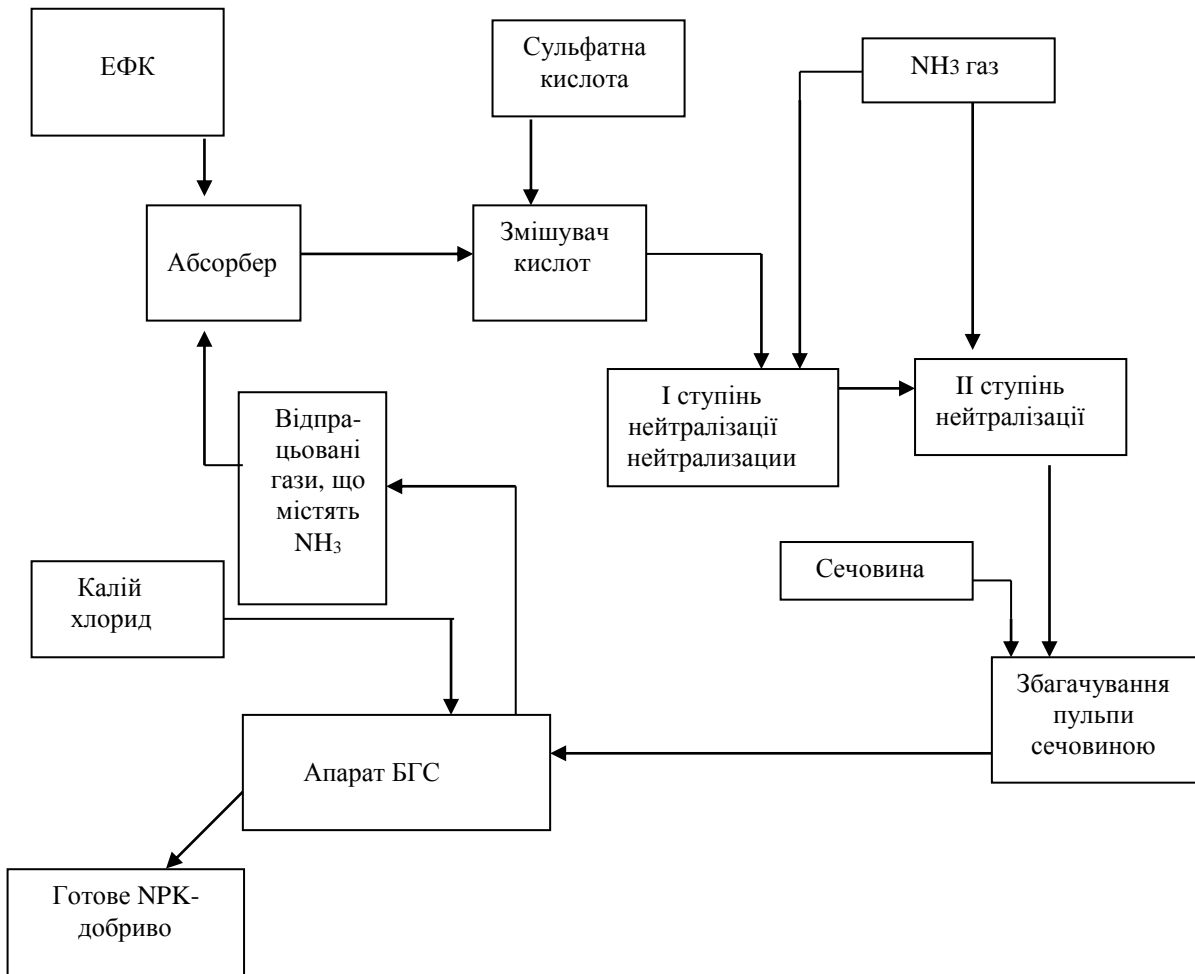 ЕФК
Сульфатна
кислота
NH3 газ
Абсорбер
Змішувач
кислот
I ступінь
нейтралізації
нейтрализации
II ступінь
нейтралізації
Відпра-
цьовані
гази, що
містять
NH3
Сечовина
Калій
хлорид
Збагачування
пульпи
сечовиною
Апарат БГС
Готове NPK-
добриво